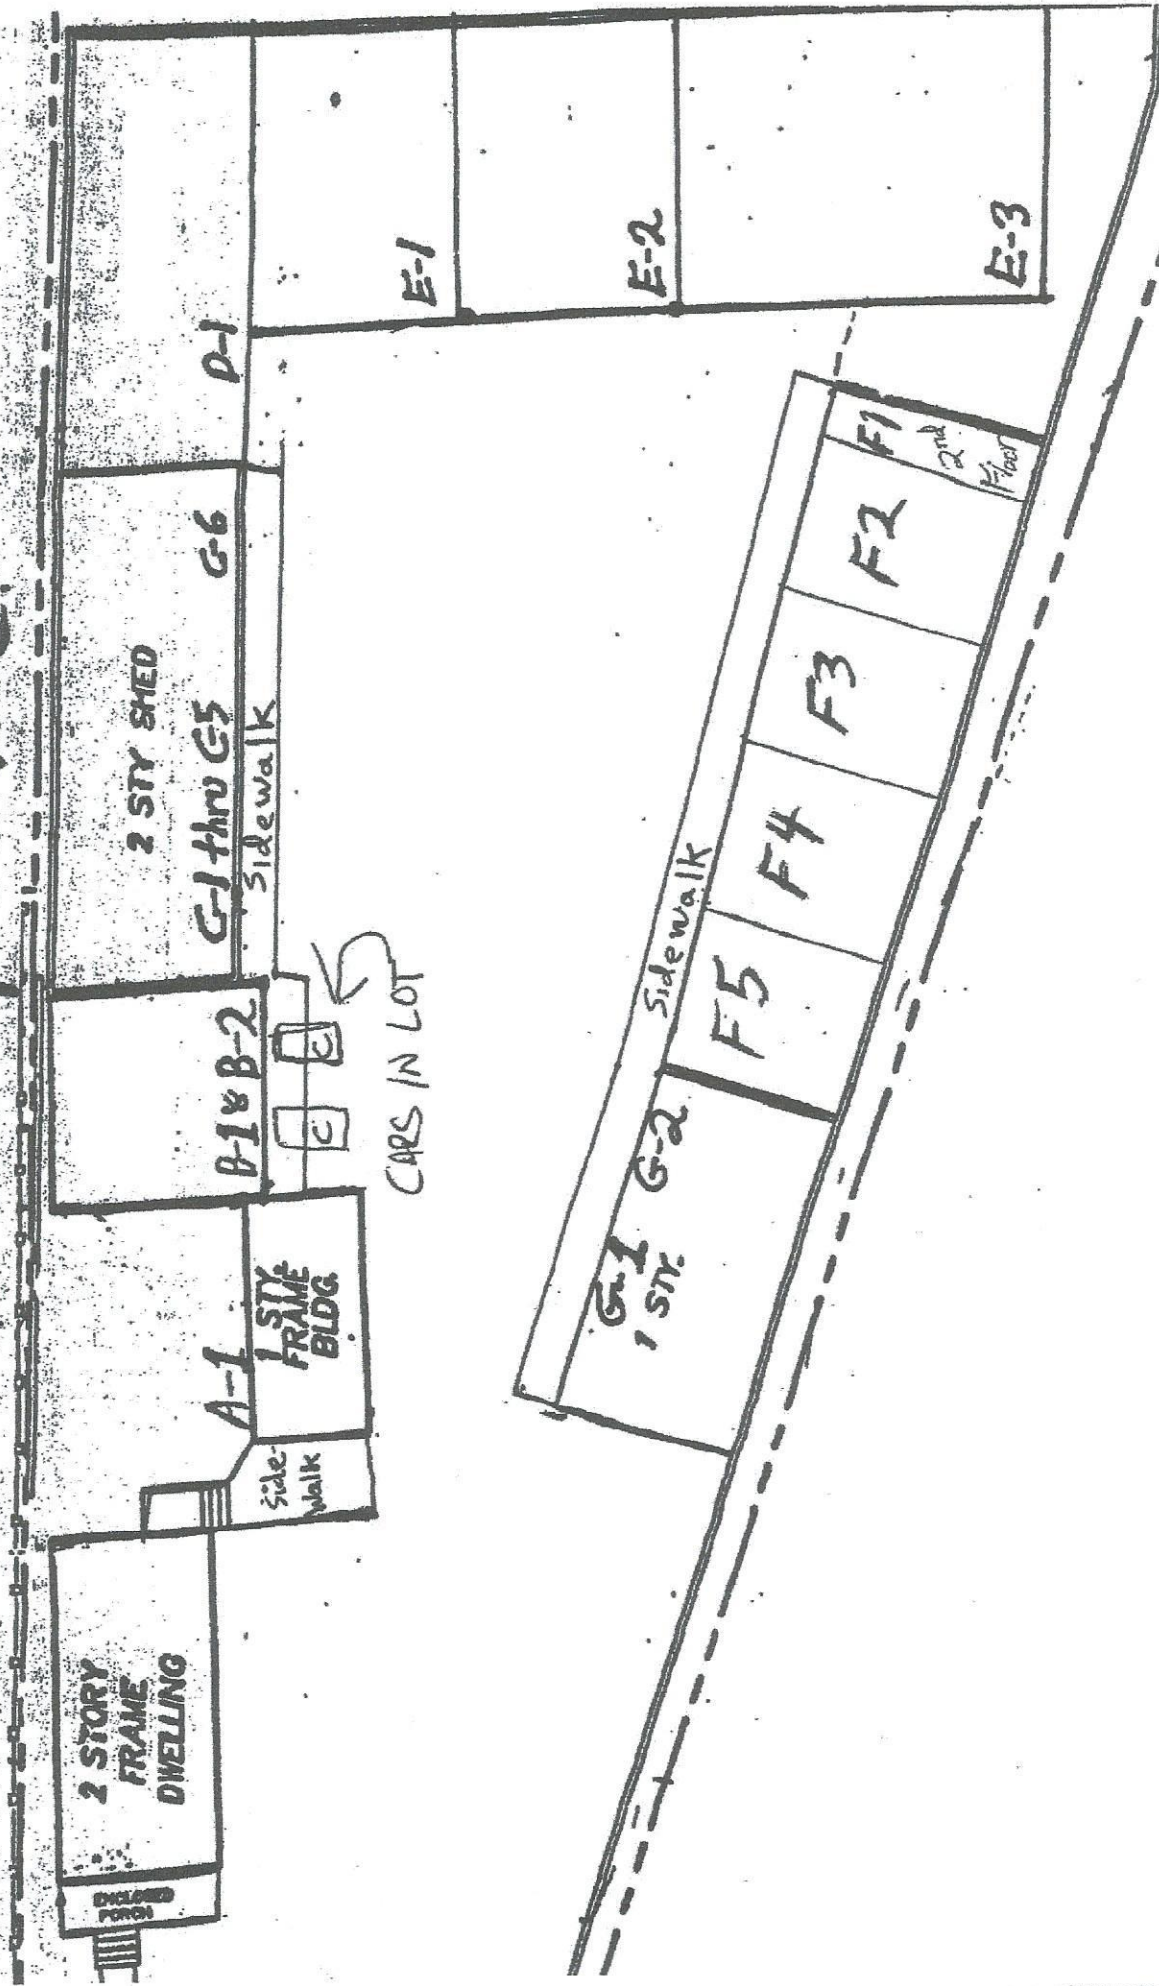 ENCLOSED
PORCH
2 STORY
FRAME
DWELLING
Side-
Walk
A-1
1 STY.
FRAME
BLDG.
B-1 & B-2
C
C
CARS IN LOT
2 STY SHED
C-1 thru C-5
C-6
Sidewalk
D-1
E-1
E-2
E-3
Sidewalk
G-1
1 STY.
G-2
F5
F4
F3
F2
F1
2nd
Floor